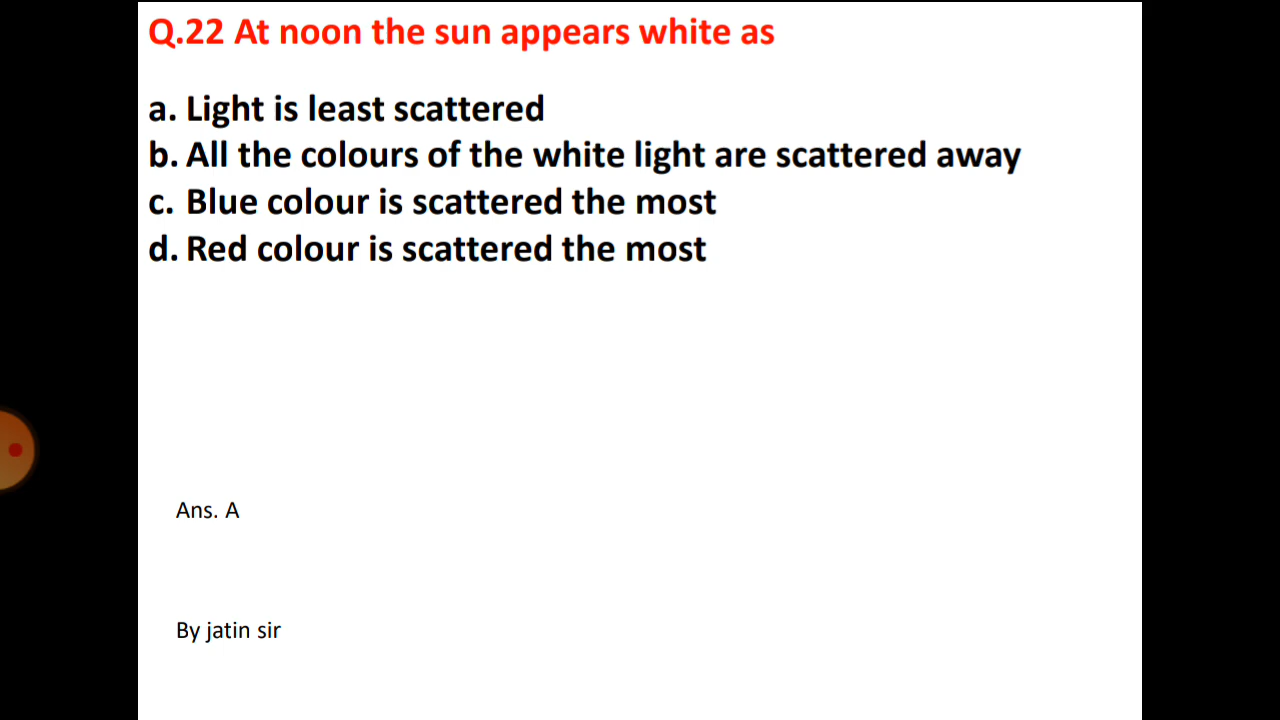 Q.22 At noon the sun appears white as
a. Light is least scattered
b. All the colours of the white light are scattered away
c. Blue colour is scattered the most
d. Red colour is scattered the most
Ans. A
By jatin sir